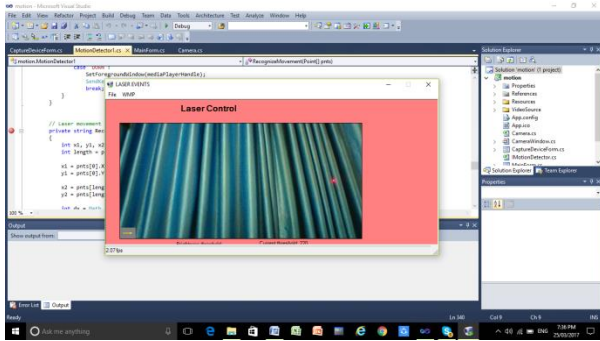 motion - Microsoft Visual Studio
File Edit View Refactor Project Build Debug Team Data Tools Architecture Test Analyze Window Help
Debug
CaptureDeviceForm.cs MotionDetector1.cs MainForm.cs Camera.cs
motion.MotionDetector1
RecognizeMovement(Point[] pnts)
SetForegroundWindow(mediaPlayerHandle);
break;
}
}
// Laser movement
private string Rec
{
int x1, y1, x2
int length = p
x1 = pnts[0].X
y1 = pnts[0].Y
x2 = pnts[leng
y2 = pnts[leng
100 %
LASER EVENTS
File WMP
Laser Control
Output
Show output from:
Error List Output
Ready
Ln 340 Col 9 Ch 9 INS
Solution Explorer
Solution 'motion' (1 project)
motion
Properties
References
Resources
VideoSource
App.config
App.ico
Camera.cs
CameraWindow.cs
CaptureDeviceForm.cs
MotionDetector.cs
MainForm.cs
Solution Explorer Team Explorer
Properties
Ask me anything
ENG
7:36 PM
25/03/2017